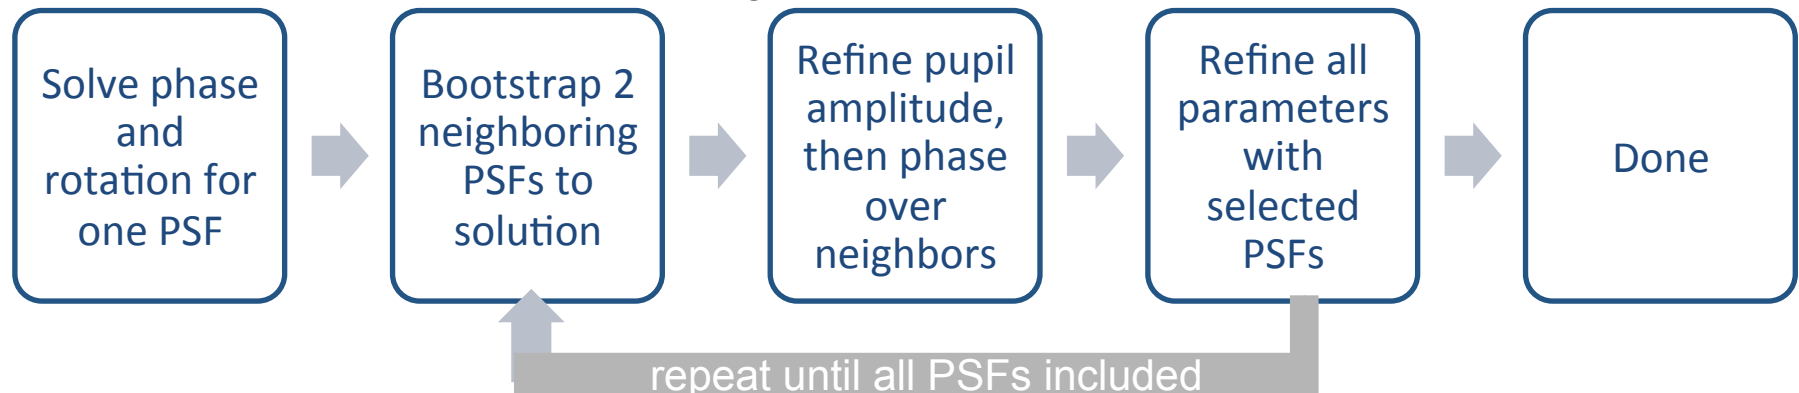 Solve phase
and
rotation for
one PSF
Bootstrap 2
neighboring
PSFs to
solution
Refine pupil
amplitude,
then phase
over
neighbors
Refine all
parameters
with
selected
PSFs
Done
repeat until all PSFs included